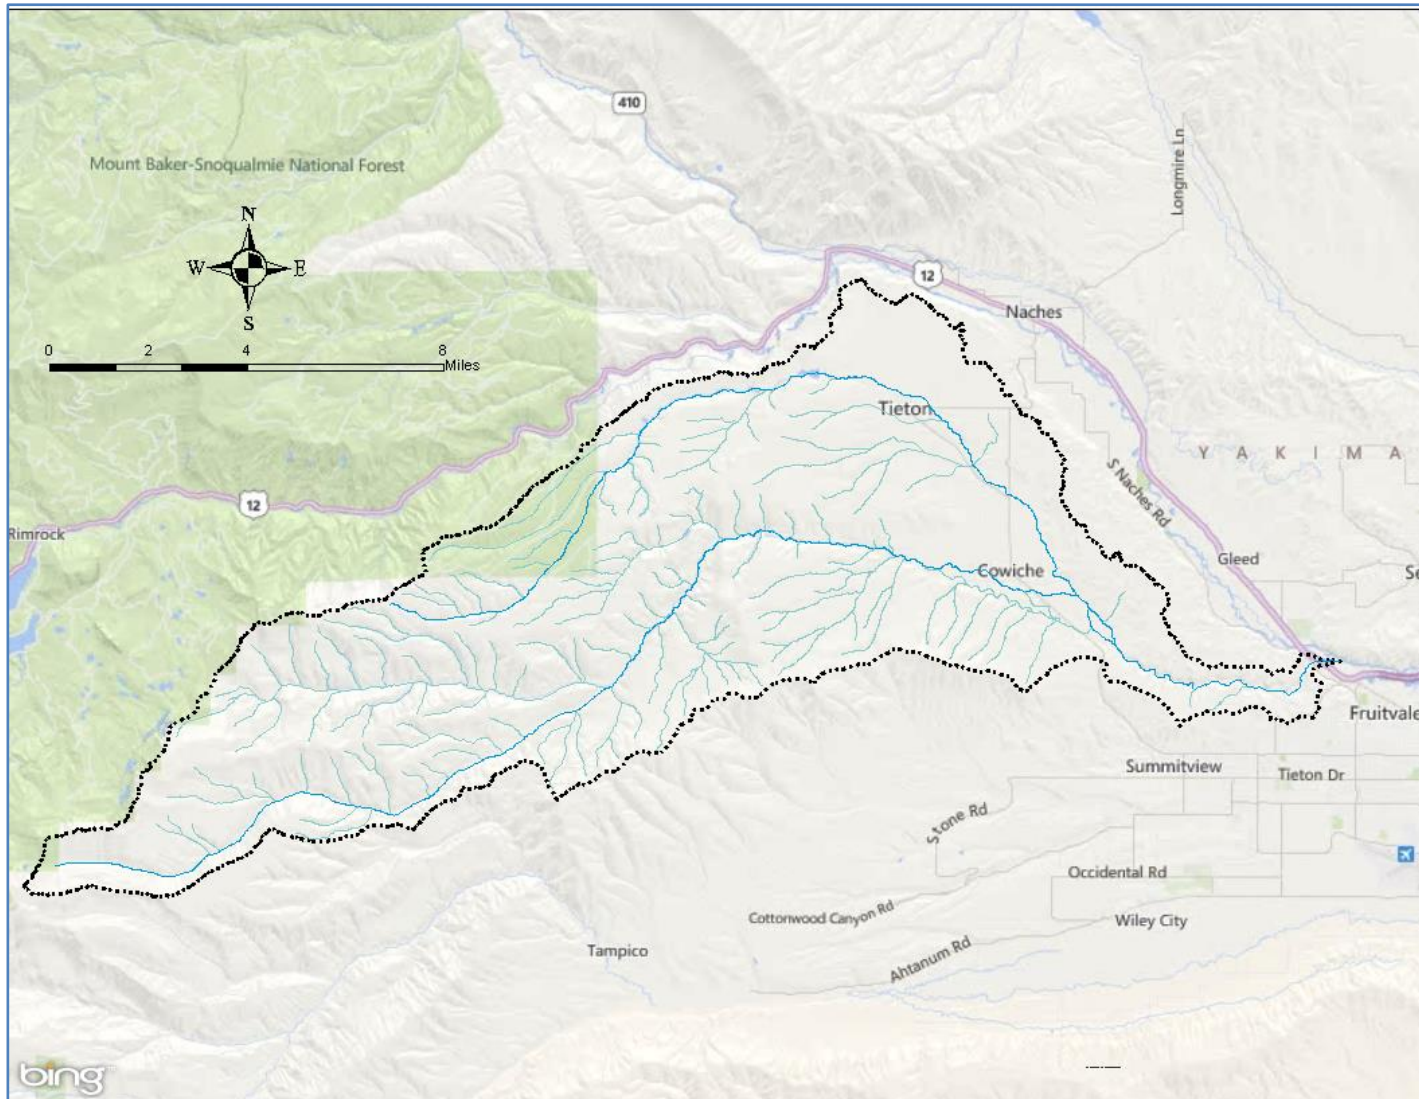 410
Longmire Ln
Mount Baker-Snoqualmie National Forest
N
W E
S
12
Naches
0 2 4 8
Miles
Tieton
YAKIMA
S Naches Rd
12
Rimrock
Gleed
Cowiche
Se
Fruitvale
Summitview
Tieton Dr
Stone Rd
Occidental Rd
Cottonwood Canyon Rd
Wiley City
Ahtanum Rd
Tampico
bing